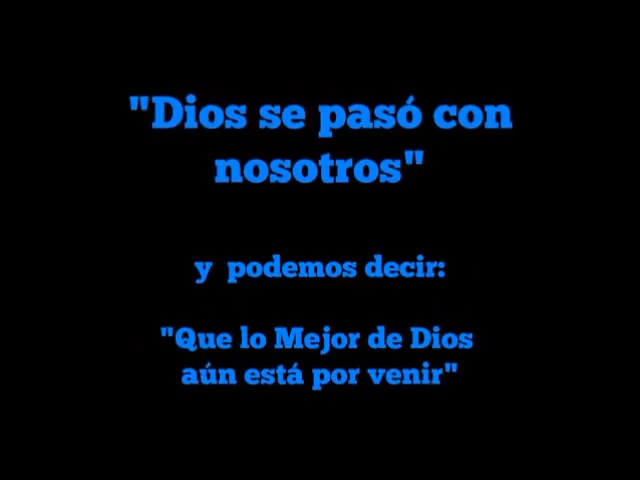 "Dios se pasó con
nosotros"
y podemos decir:
"Que lo Mejor de Dios
aún está por venir"